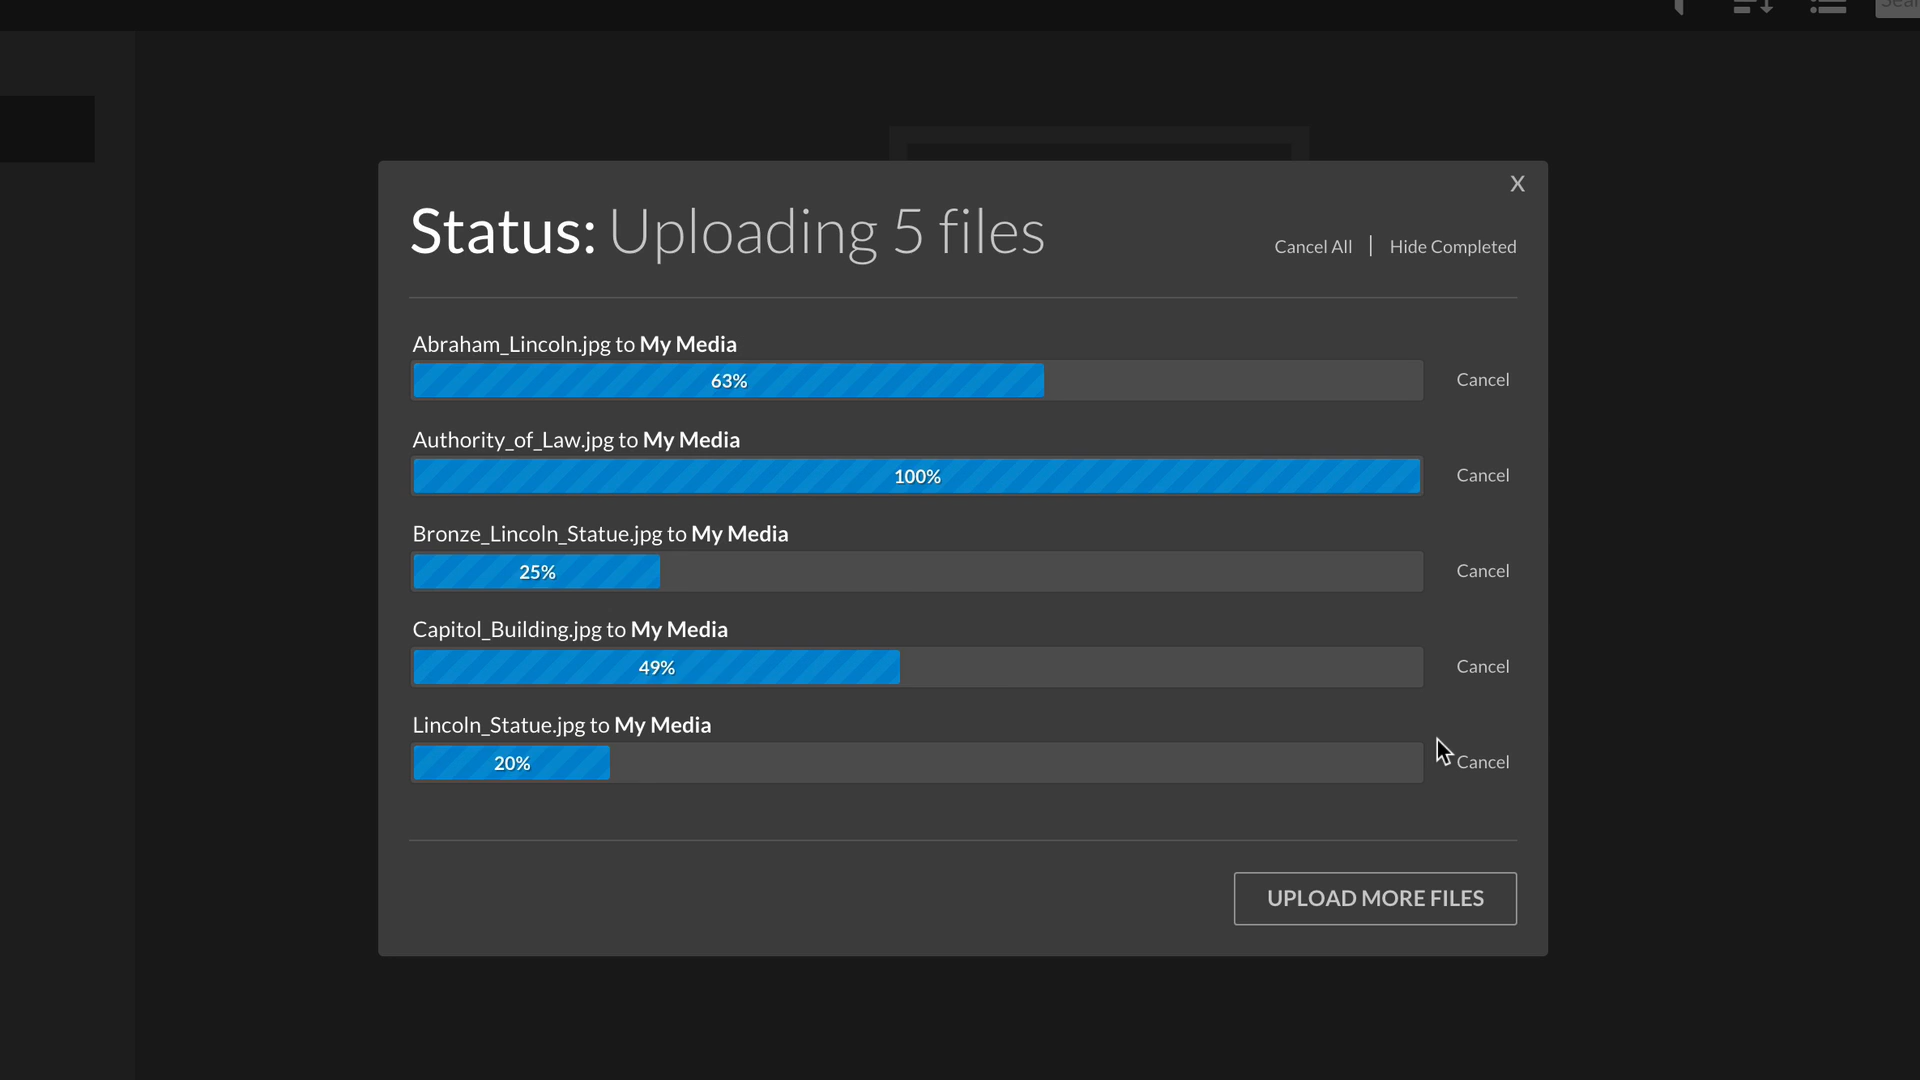 X
Status: Uploading 5 files
Cancel All | Hide Completed
Abraham_Lincoln.jpg to My Media
63%
Cancel
Authority_of_Law.jpg to My Media
100%
Cancel
Bronze_Lincoln_Statue.jpg to My Media
25%
Cancel
Capitol_Building.jpg to My Media
49%
Cancel
Lincoln_Statue.jpg to My Media
20%
Cancel
UPLOAD MORE FILES